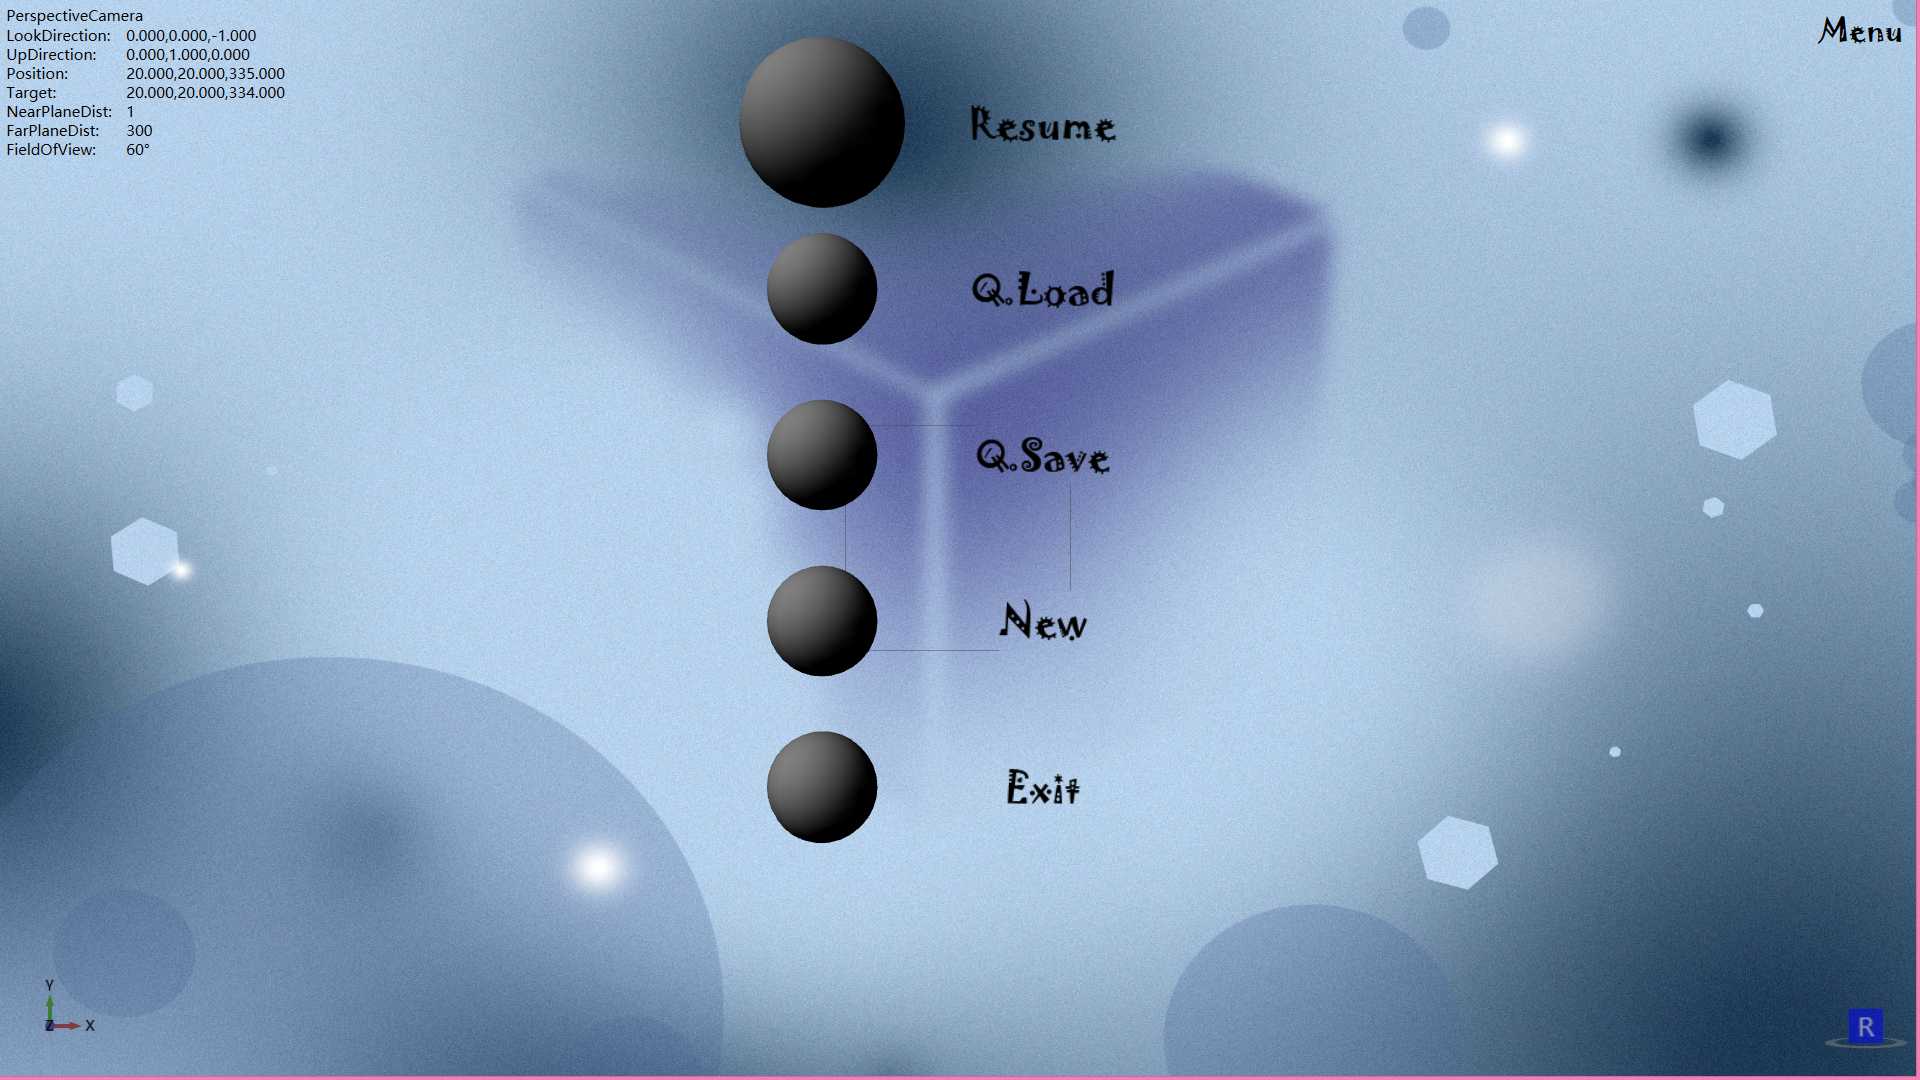 PerspectiveCamera
LookDirection: 0.000,0.000,-1.000
UpDirection: 0.000,1.000,0.000
Position: 20.000,20.000,335.000
Target: 20.000,20.000,334.000
NearPlaneDist: 1
FarPlaneDist: 300
FieldOfView: 60°
Menu
Resume
Q.Load
Q.Save
New
Exit
Y
Z X
R